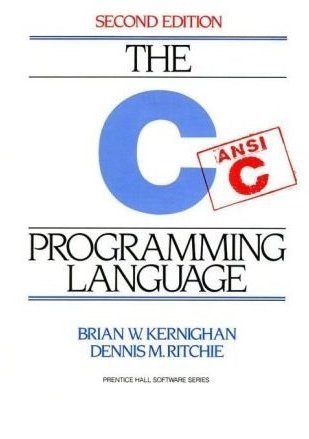 SECOND EDITION
THE
C
ANSI
C
PROGRAMMING
LANGUAGE
BRIAN W. KERNIGHAN
DENNIS M. RITCHIE
PRENTICE HALL SOFTWARE SERIES